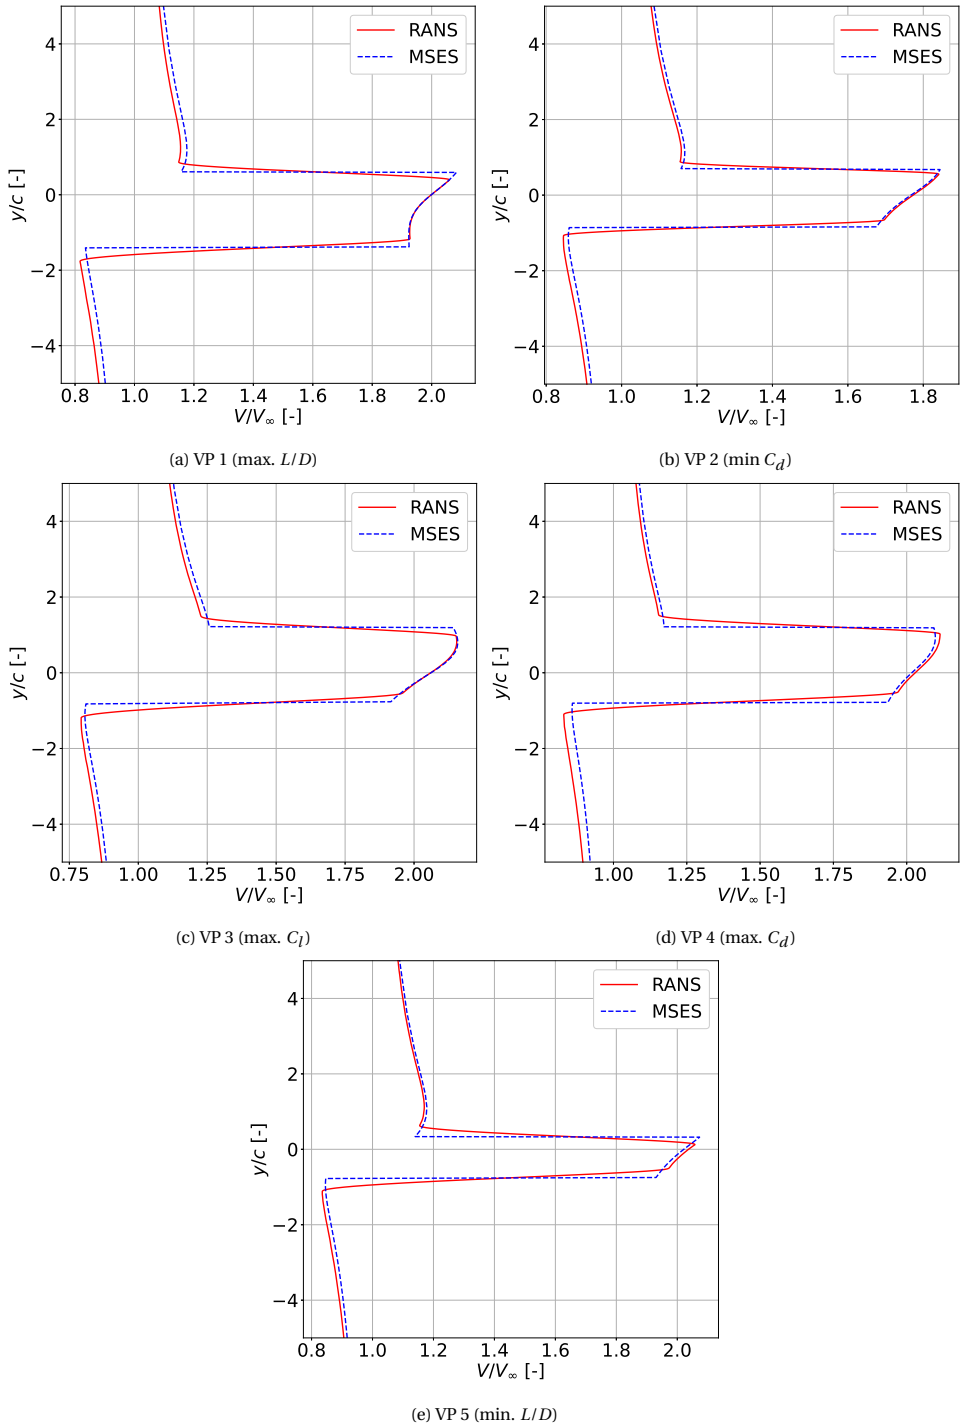 RANS
MSES
4
2
0
−2
−4
y/c [-]
0.8 1.0 1.2 1.4 1.6 1.8 2.0
V/V∞ [-]
(a) VP 1 (max. L/D)
RANS
MSES
4
2
0
−2
−4
y/c [-]
0.8 1.0 1.2 1.4 1.6 1.8
V/V∞ [-]
(b) VP 2 (min Cd)
RANS
MSES
4
2
0
−2
−4
y/c [-]
0.75 1.00 1.25 1.50 1.75 2.00
V/V∞ [-]
(c) VP 3 (max. Cl)
RANS
MSES
4
2
0
−2
−4
y/c [-]
1.00 1.25 1.50 1.75 2.00
V/V∞ [-]
(d) VP 4 (max. Cd)
RANS
MSES
4
2
0
−2
−4
y/c [-]
0.8 1.0 1.2 1.4 1.6 1.8 2.0
V/V∞ [-]
(e) VP 5 (min. L/D)